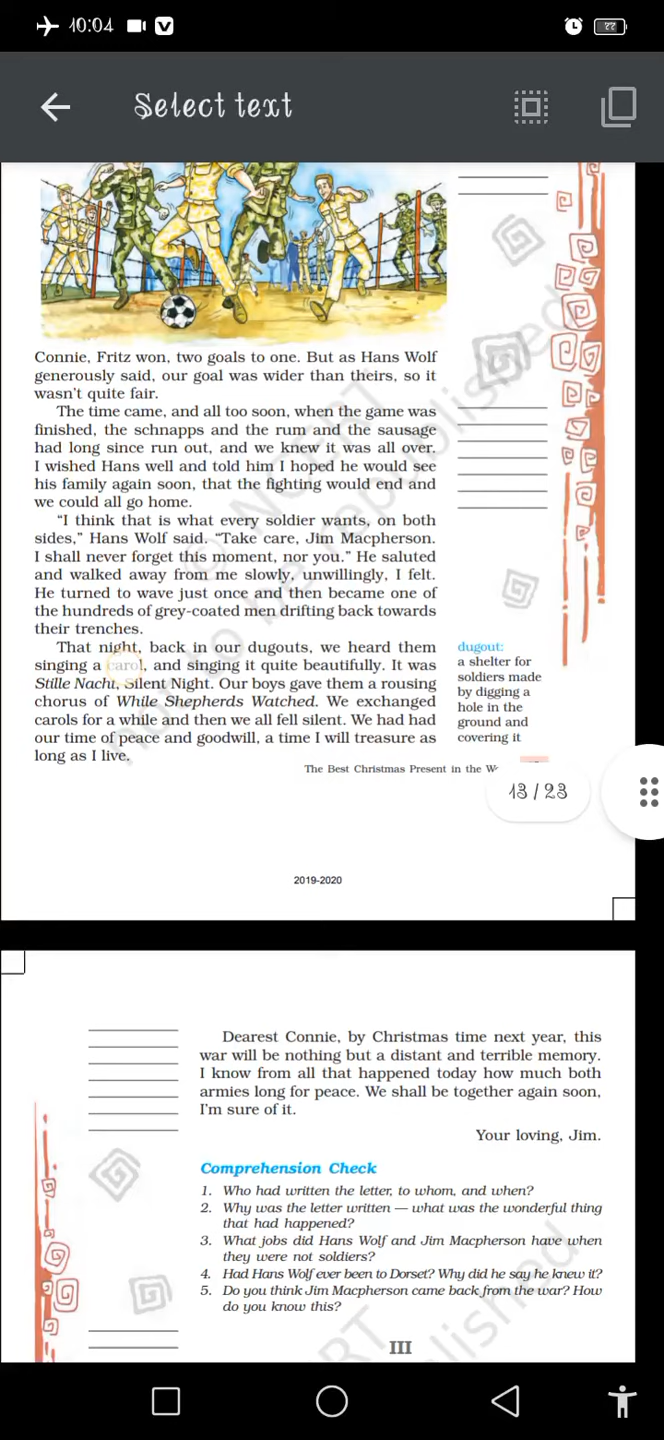 10:04
77
Select text
Connie, Fritz won, two goals to one. But as Hans Wolf
generously said, our goal was wider than theirs, so it
wasn't quite fair.
The time came, and all too soon, when the game was
finished, the schnapps and the rum and the sausage
had long since run out, and we knew it was all over.
I wished Hans well and told him I hoped he would see
his family again soon, that the fighting would end and
we could all go home.
“I think that is what every soldier wants, on both
sides,” Hans Wolf said. “Take care, Jim Macpherson.
I shall never forget this moment, nor you.” He saluted
and walked away from me slowly, unwillingly, I felt.
He turned to wave just once and then became one of
the hundreds of grey-coated men drifting back towards
their trenches.
That night, back in our dugouts, we heard them
singing a carol, and singing it quite beautifully. It was
Stille Nacht, Silent Night. Our boys gave them a rousing
chorus of While Shepherds Watched. We exchanged
carols for a while and then we all fell silent. We had had
our time of peace and goodwill, a time I will treasure as
long as I live.
dugout:
a shelter for
soldiers made
by digging a
hole in the
ground and
covering it
The Best Christmas Present in the
13 / 23
2019-2020
© NCERT
not to be republished
Dearest Connie, by Christmas time next year, this
war will be nothing but a distant and terrible memory.
I know from all that happened today how much both
armies long for peace. We shall be together again soon,
I'm sure of it.
Your loving, Jim.
Comprehension Check
1. Who had written the letter, to whom, and when?
2. Why was the letter written — what was the wonderful thing
that had happened?
3. What jobs did Hans Wolf and Jim Macpherson have when
they were not soldiers?
4. Had Hans Wolf ever been to Dorset? Why did he say he knew it?
5. Do you think Jim Macpherson came back from the war? How
do you know this?
III